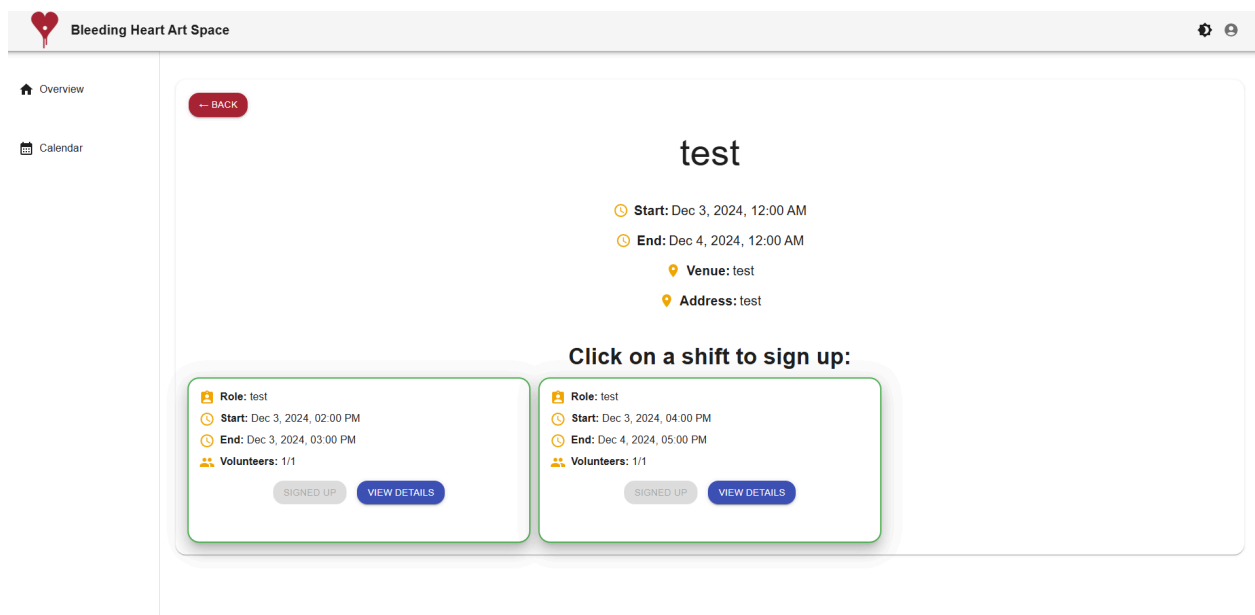 Bleeding Heart Art Space
Overview
Calendar
← BACK
test
Start: Dec 3, 2024, 12:00 AM
End: Dec 4, 2024, 12:00 AM
Venue: test
Address: test
Click on a shift to sign up:
Role: test
Start: Dec 3, 2024, 02:00 PM
End: Dec 3, 2024, 03:00 PM
Volunteers: 1/1
SIGNED UP
VIEW DETAILS
Role: test
Start: Dec 3, 2024, 04:00 PM
End: Dec 4, 2024, 05:00 PM
Volunteers: 1/1
SIGNED UP
VIEW DETAILS